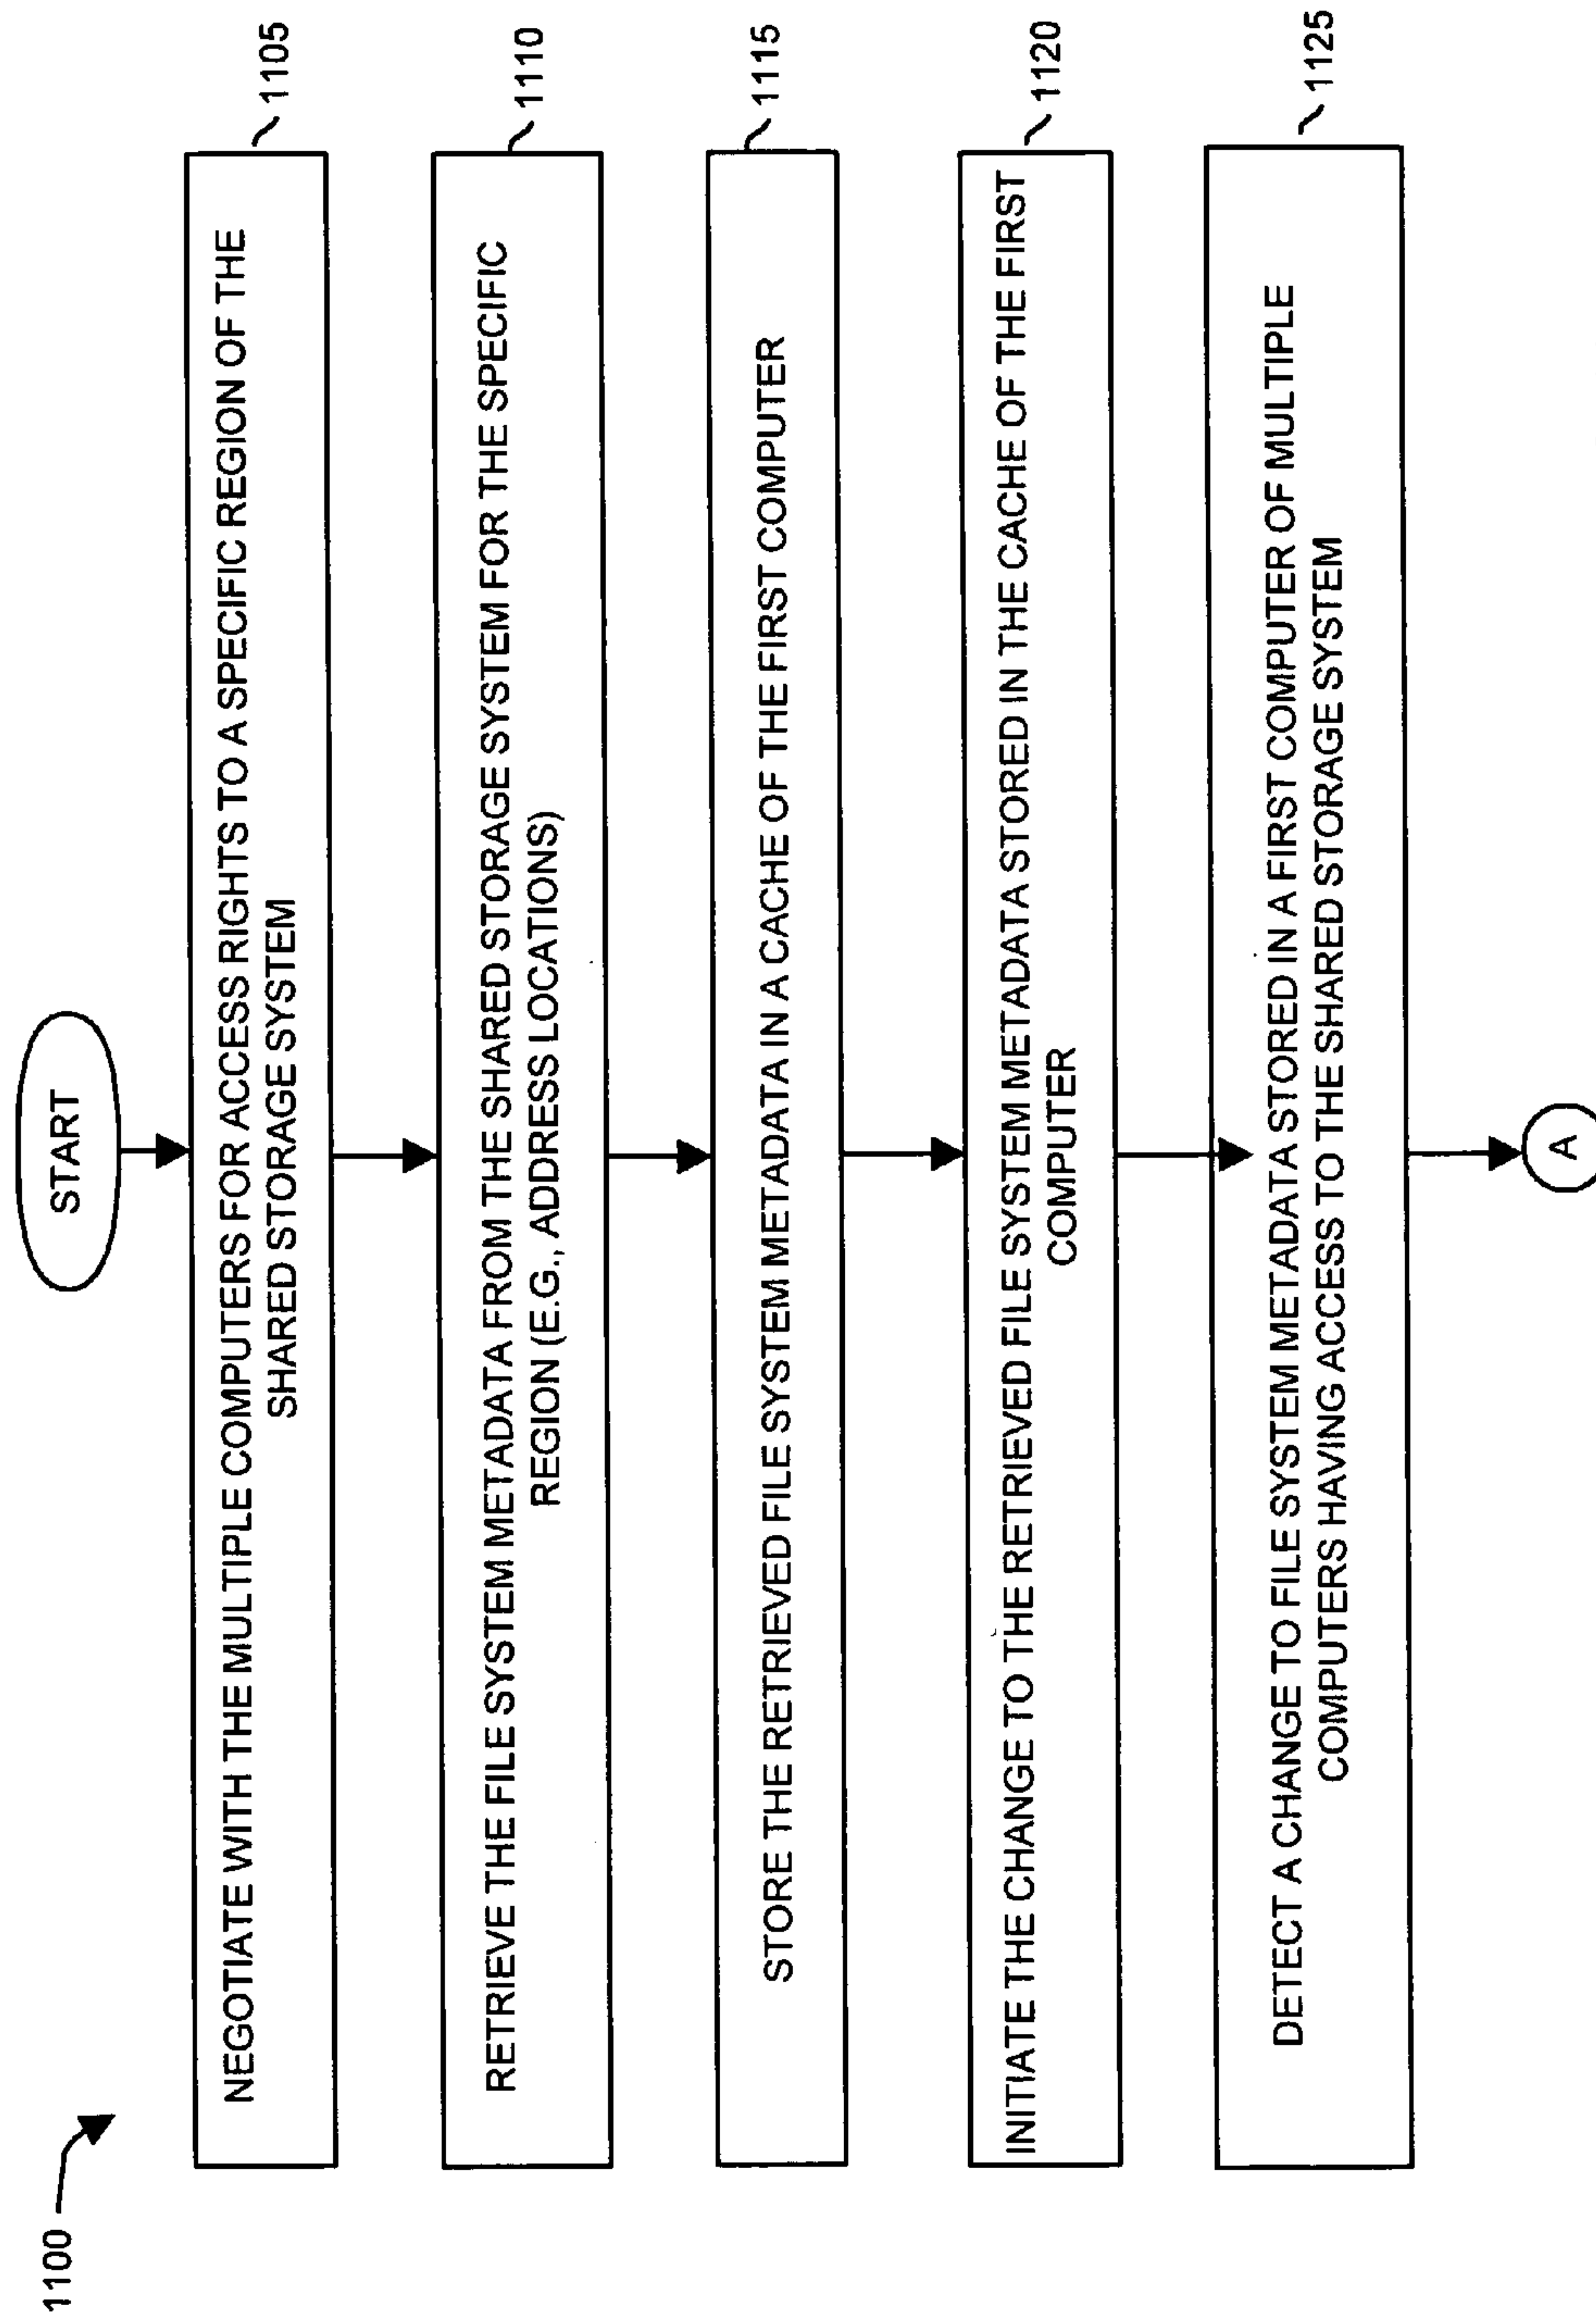 1100
START
NEGOTIATE WITH THE MULTIPLE COMPUTERS FOR ACCESS RIGHTS TO A SPECIFIC REGION OF THE
SHARED STORAGE SYSTEM
1105
RETRIEVE THE FILE SYSTEM METADATA FROM THE SHARED STORAGE SYSTEM FOR THE SPECIFIC
REGION (E.G., ADDRESS LOCATIONS)
1110
STORE THE RETRIEVED FILE SYSTEM METADATA IN A CACHE OF THE FIRST COMPUTER
1115
INITIATE THE CHANGE TO THE RETRIEVED FILE SYSTEM METADATA STORED IN THE CACHE OF THE FIRST
COMPUTER
1120
DETECT A CHANGE TO FILE SYSTEM METADATA STORED IN A FIRST COMPUTER OF MULTIPLE
COMPUTERS HAVING ACCESS TO THE SHARED STORAGE SYSTEM
1125
A